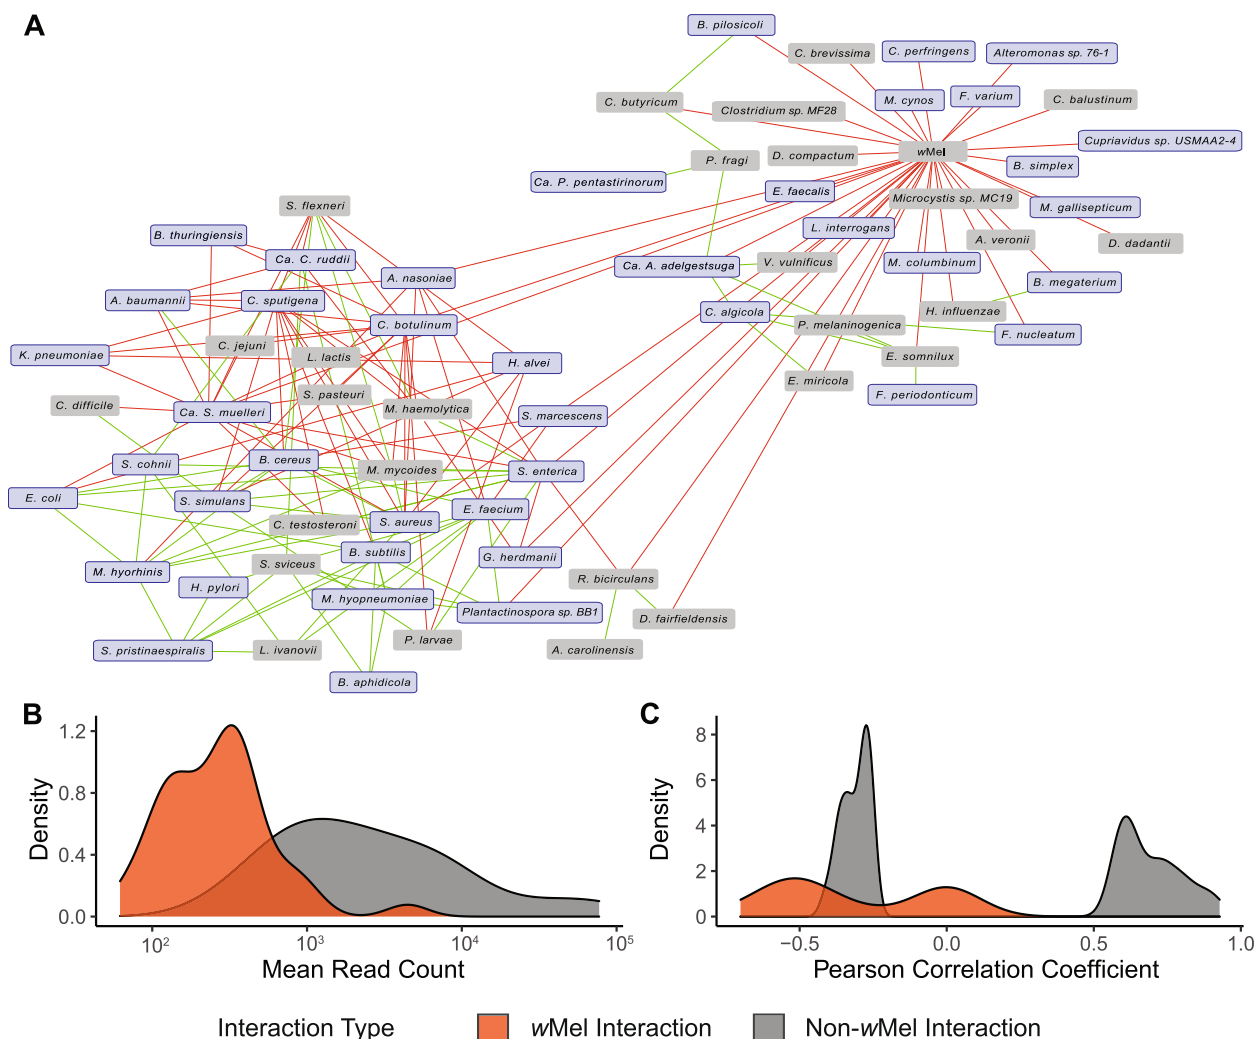 A
B. pilosicoli
C. brevissima
C. perfringens
Alteromonas sp. 76-1
C. butyricum
Clostridium sp. MF28
M. cynos
F. varium
C. balustinum
wMel
Cupriavidus sp. USMAA2-4
P. fragi
D. compactum
B. simplex
Ca. P. pentastirinorum
E. faecalis
Microcystis sp. MC19
M. gallisepticum
S. flexneri
B. thuringiensis
L. interrogans
A. veronii
D. dadantii
Ca. C. ruddii
A. nasoniae
Ca. A. adelgestsuga
V. vulnificus
M. columbinum
B. megaterium
A. baumannii
C. sputigena
C. botulinum
C. algicola
P. melaninogenica
H. influenzae
F. nucleatum
K. pneumoniae
C. jejuni
L. lactis
H. alvei
E. somnilux
E. miricola
F. periodonticum
C. difficile
Ca. S. muelleri
S. pasteuri
M. haemolytica
S. marcescens
S. cohnii
B. cereus
M. mycoides
S. enterica
E. coli
S. simulans
C. testosteroni
S. aureus
E. faecium
M. hyorhinis
S. sviceus
B. subtilis
G. herdmanii
R. bicirculans
H. pylori
M. hyopneumoniae
Plantactinospora sp. BB1
D. fairfieldensis
S. pristinaespiralis
L. ivanovii
P. larvae
A. carolinensis
B. aphidicola
B
Density
1.2
0.8
0.4
0.0
10²
10³
10⁴
10⁵
Mean Read Count
C
Density
8
6
4
2
0
−0.5
0.0
0.5
1.0
Pearson Correlation Coefficient
Interaction Type
wMel Interaction
Non-wMel Interaction